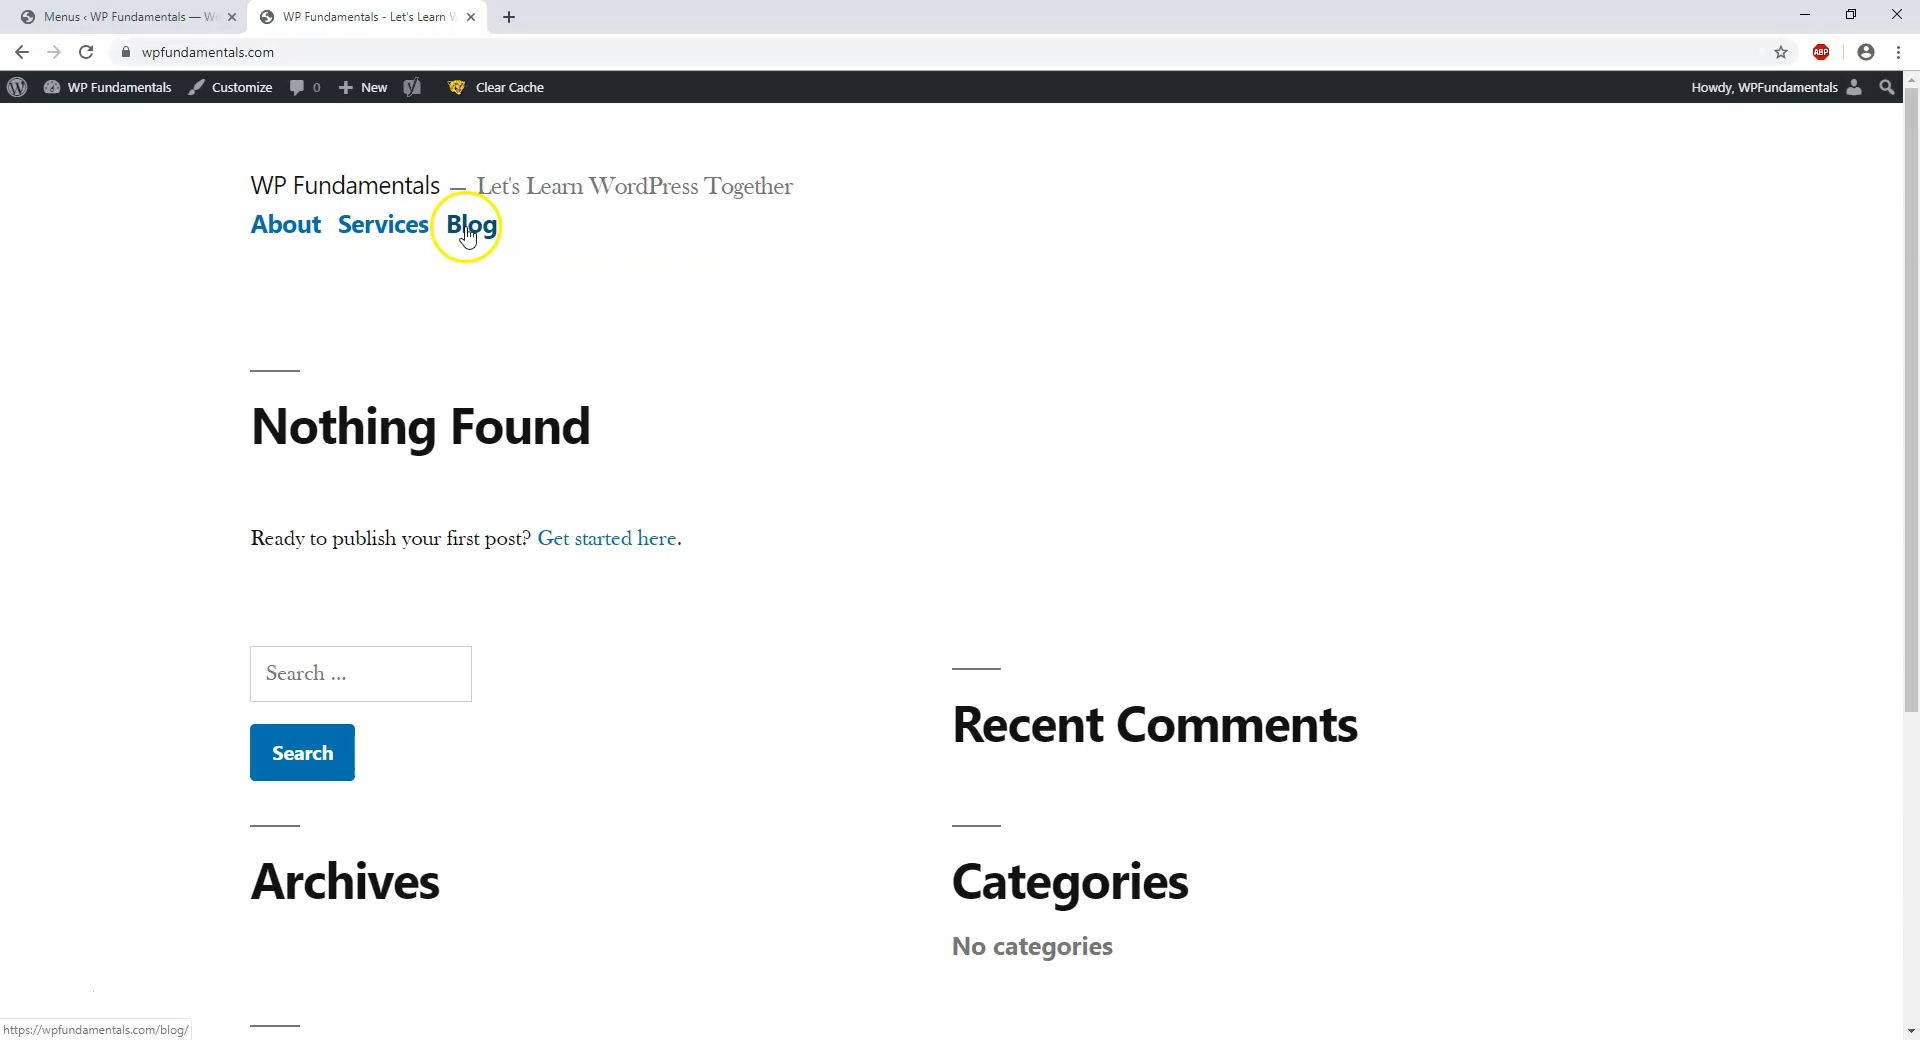 Menus ‹ WP Fundamentals — W
WP Fundamentals - Let's Learn W
wpfundamentals.com
ABP
WP Fundamentals Customize 0 New Clear Cache
Howdy, WPFundamentals
WP Fundamentals — Let's Learn WordPress Together
About Services Blog
Nothing Found
Ready to publish your first post? Get started here.
Search ...
Search
Recent Comments
Archives
Categories
No categories
https://wpfundamentals.com/blog/